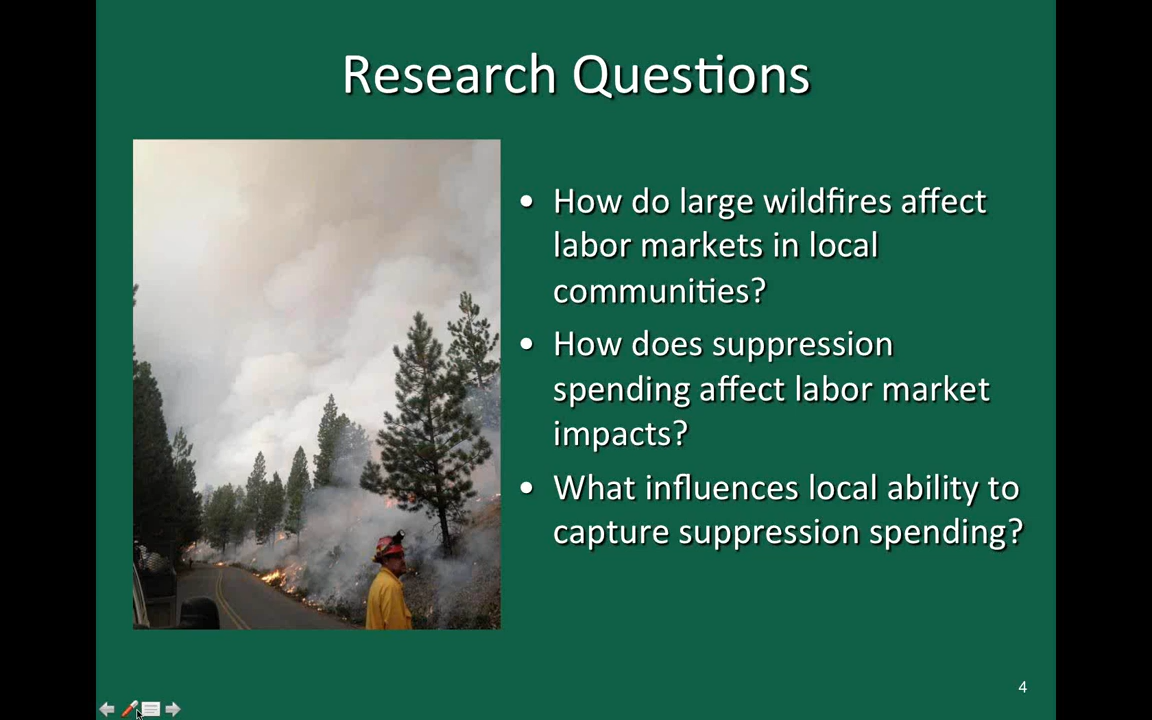 Research Questions
• How do large wildfires affect
labor markets in local
communities?
• How does suppression
spending affect labor market
impacts?
• What influences local ability to
capture suppression spending?
4